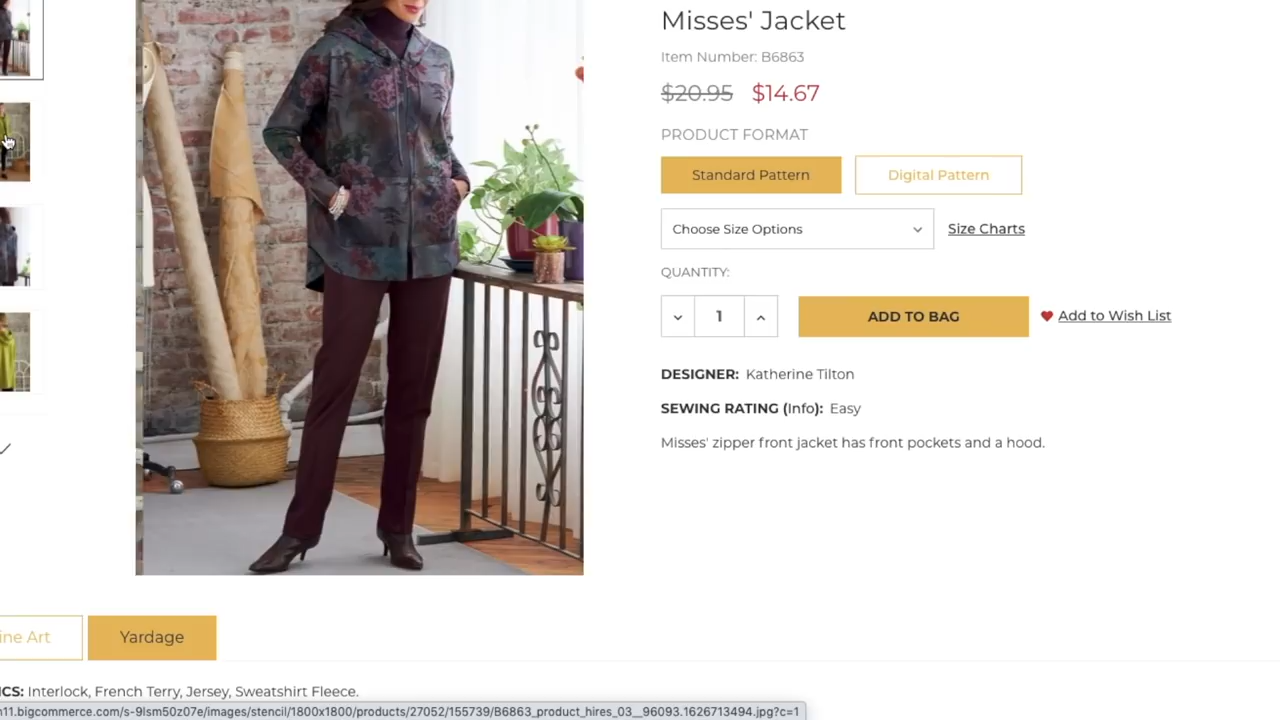 Misses' Jacket
Item Number: B6863
$20.95 $14.67
PRODUCT FORMAT
Standard Pattern Digital Pattern
Choose Size Options Size Charts
QUANTITY:
1 ADD TO BAG Add to Wish List
DESIGNER: Katherine Tilton
SEWING RATING (Info): Easy
Misses' zipper front jacket has front pockets and a hood.
ine Art Yardage
ICS: Interlock, French Terry, Jersey, Sweatshirt Fleece.
n11.bigcommerce.com/s-9lsm50z07e/images/stencil/1800x1800/products/27052/155739/B6863_product_hires_03__96093.1626713494.jpg?c=1